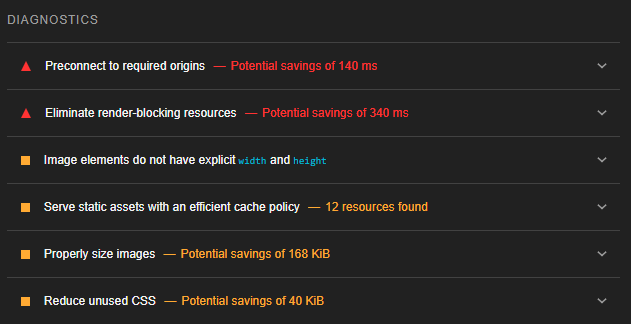 DIAGNOSTICS
Preconnect to required origins — Potential savings of 140 ms
Eliminate render-blocking resources — Potential savings of 340 ms
Image elements do not have explicit width and height
Serve static assets with an efficient cache policy — 12 resources found
Properly size images — Potential savings of 168 KiB
Reduce unused CSS — Potential savings of 40 KiB